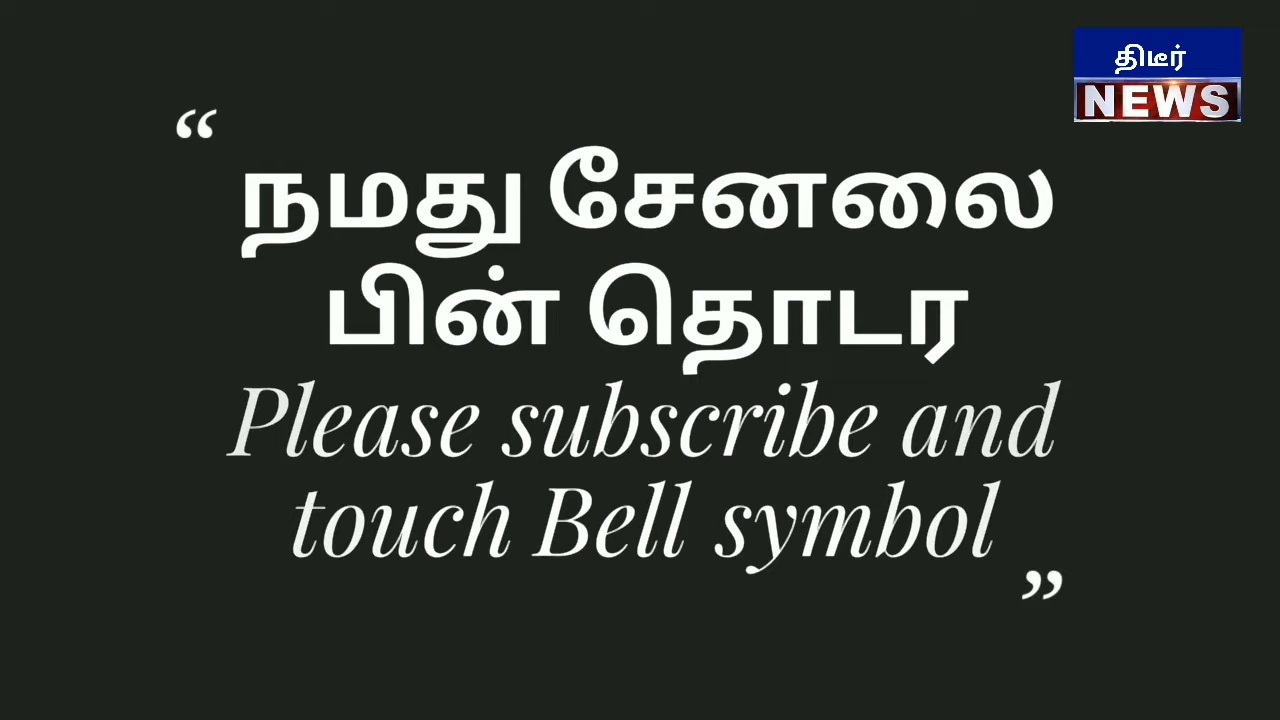 திடீர்
NEWS
“
நமது சேனலை
பின் தொடர
Please subscribe and
touch Bell symbol
”